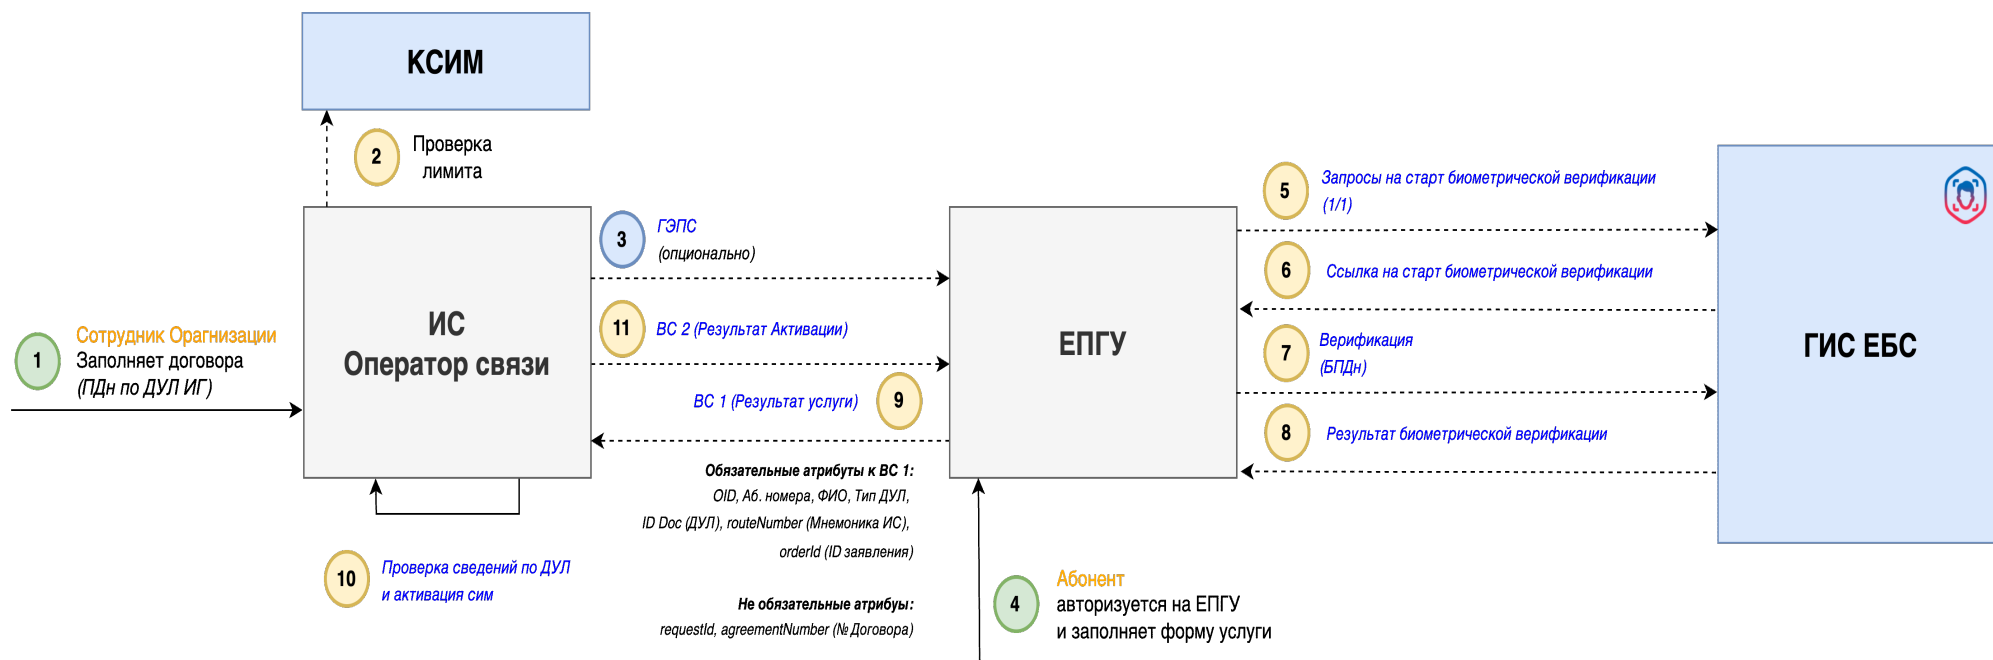 КСИМ
2
Проверка
лимита
ИС
Оператор связи
1
Сотрудник Орагнизации
Заполняет договора
(ПДн по ДУЛ ИГ)
3
ГЭПС
(опционально)
11
ВС 2 (Результат Активации)
ВС 1 (Результат услуги)
9
Обязательные атрибуты к ВС 1:
OID, Аб. номера, ФИО, Тип ДУЛ,
ID Doc (ДУЛ), routeNumber (Мнемоника ИС),
orderId (ID заявления)
Не обязательные атрибуы:
requestId, agreementNumber (№ Договора)
10
Проверка сведений по ДУЛ
и активация сим
ЕПГУ
4
Абонент
авторизуется на ЕПГУ
и заполняет форму услуги
5
Запросы на старт биометрической верификации
(1/1)
6
Ссылка на старт биометрической верификации
7
Верификация
(БПДн)
8
Результат биометрической верификации
ГИС ЕБС